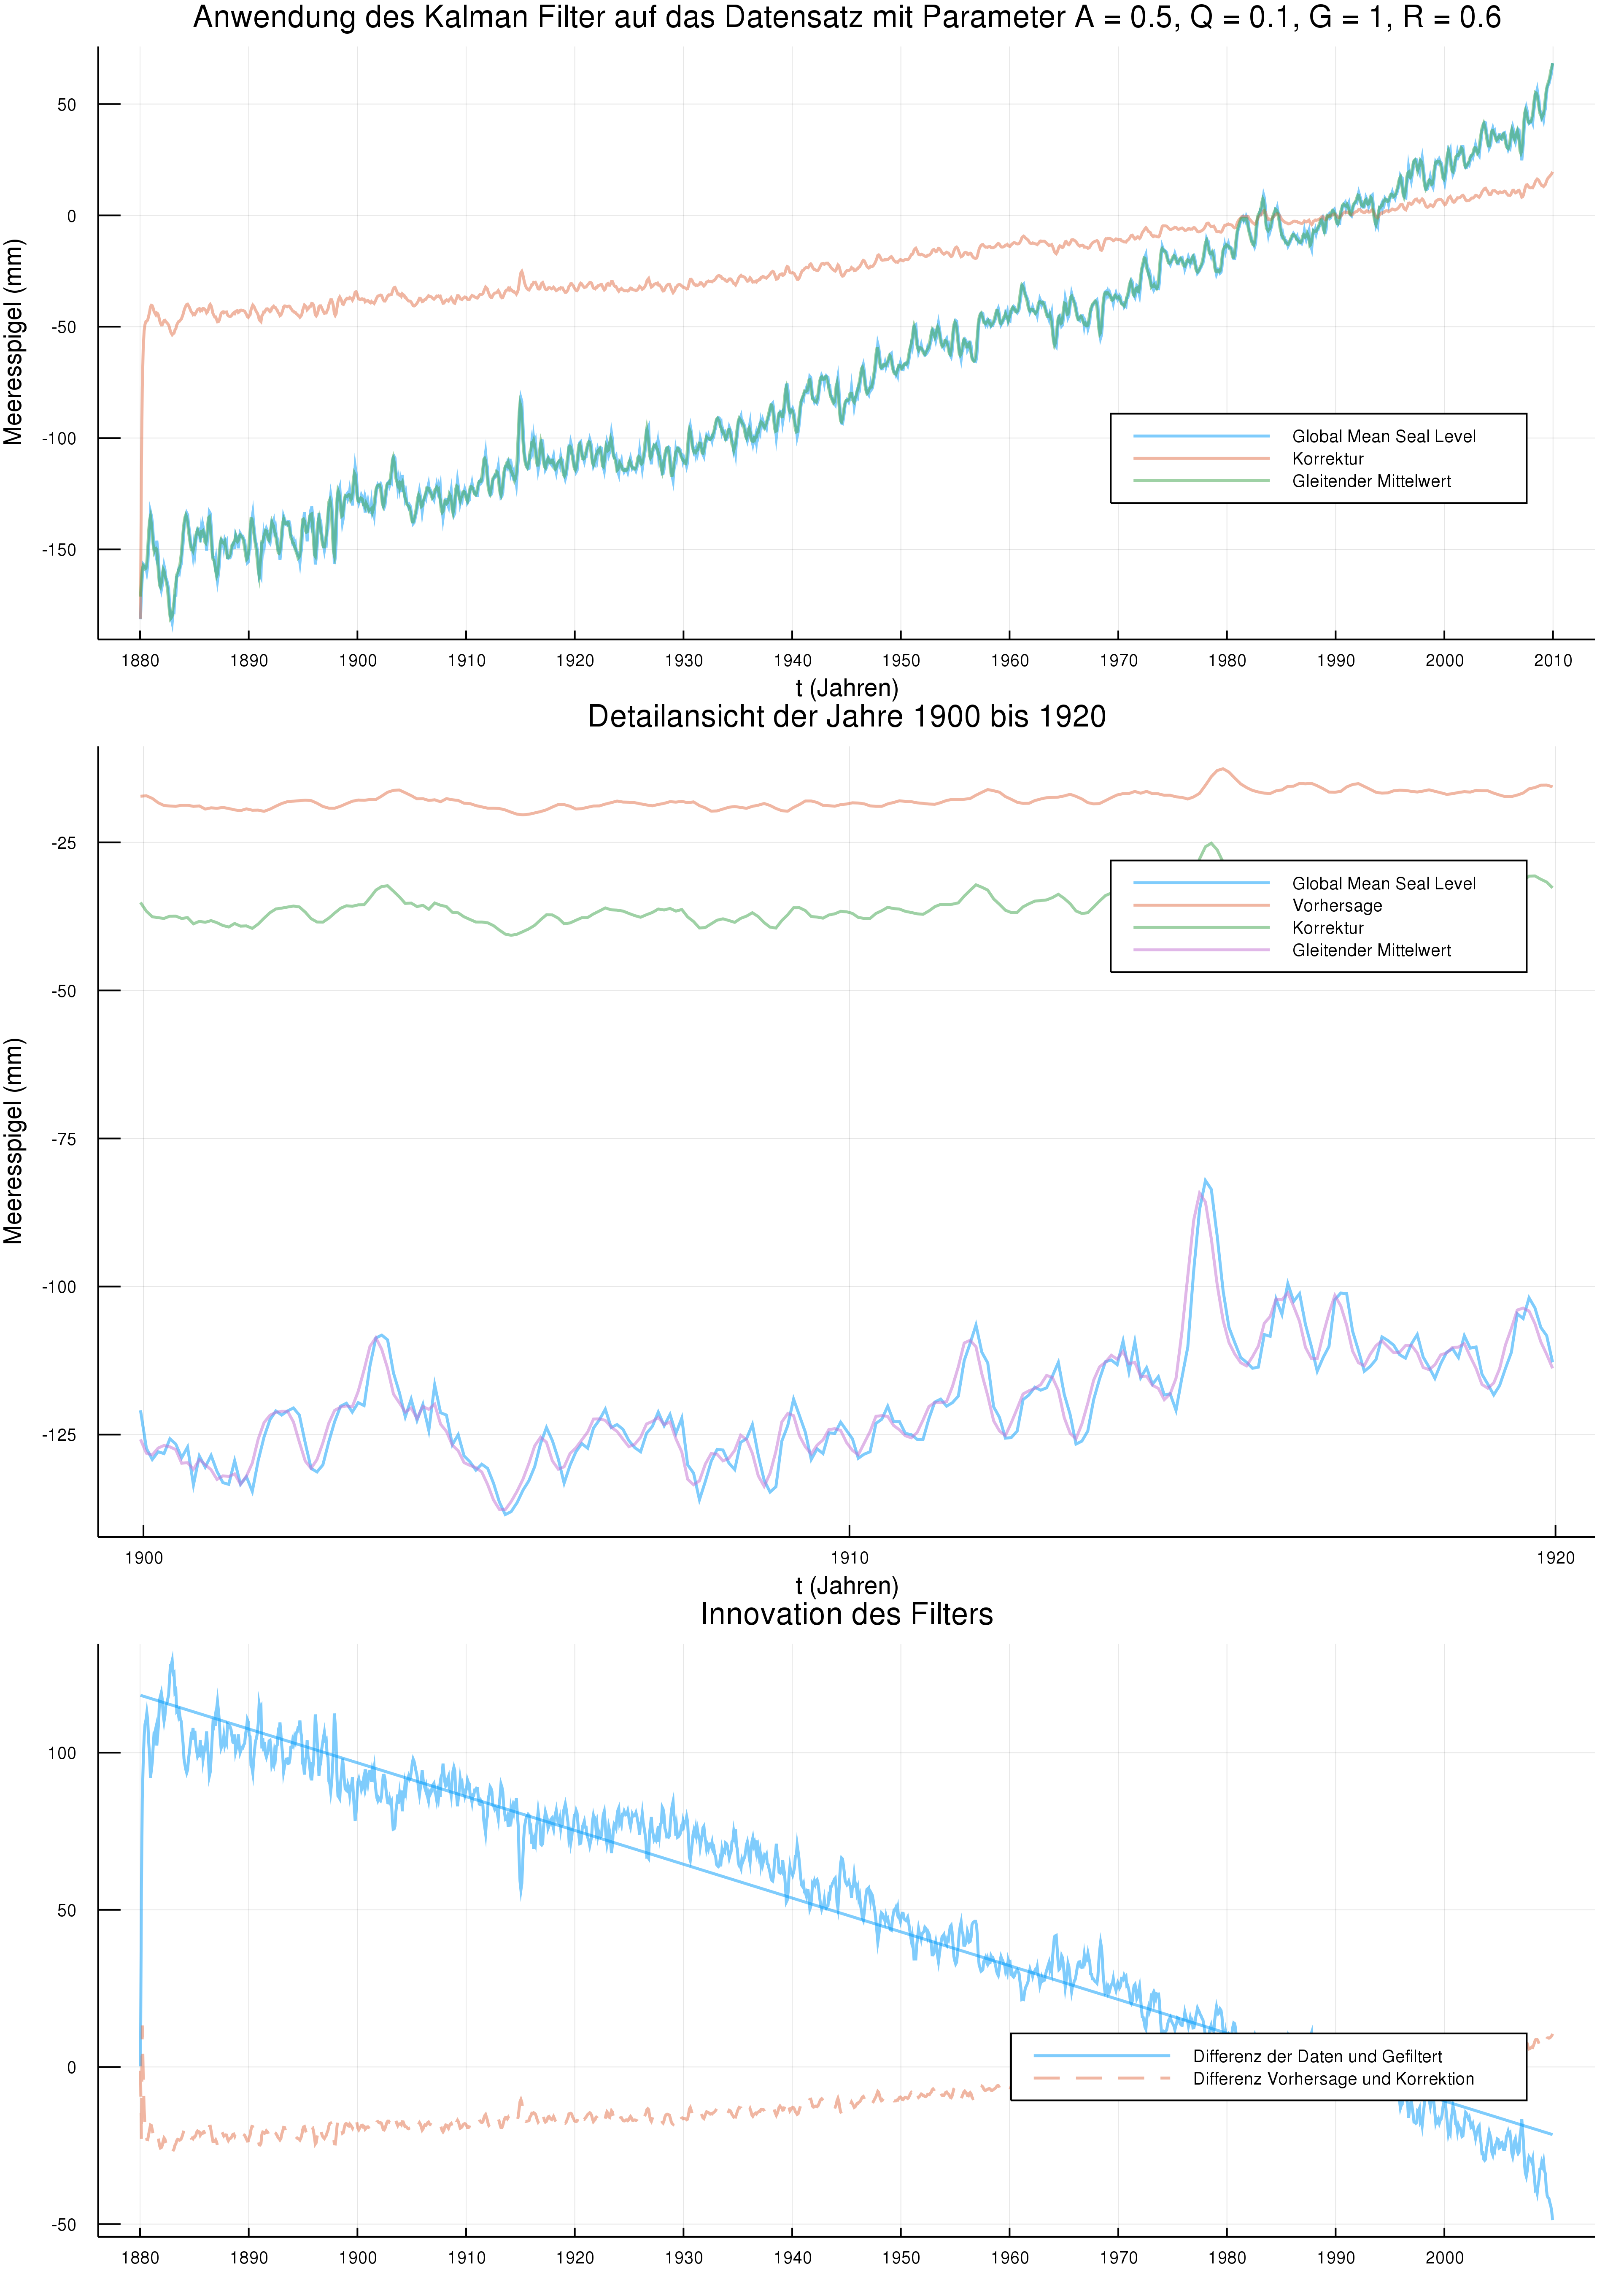 Anwendung des Kalman Filter auf das Datensatz mit Parameter A = 0.5, Q = 0.1, G = 1, R = 0.6
Meeresspigel (mm)
50
0
-50
-100
-150
Global Mean Seal Level
Korrektur
Gleitender Mittelwert
1880 1890 1900 1910 1920 1930 1940 1950 1960 1970 1980 1990 2000 2010
t (Jahren)
Detailansicht der Jahre 1900 bis 1920
Meeresspigel (mm)
-25
-50
-75
-100
-125
Global Mean Seal Level
Vorhersage
Korrektur
Gleitender Mittelwert
1900 1910 1920
t (Jahren)
Innovation des Filters
100
50
0
-50
Differenz der Daten und Gefiltert
Differenz Vorhersage und Korrektion
1880 1890 1900 1910 1920 1930 1940 1950 1960 1970 1980 1990 2000